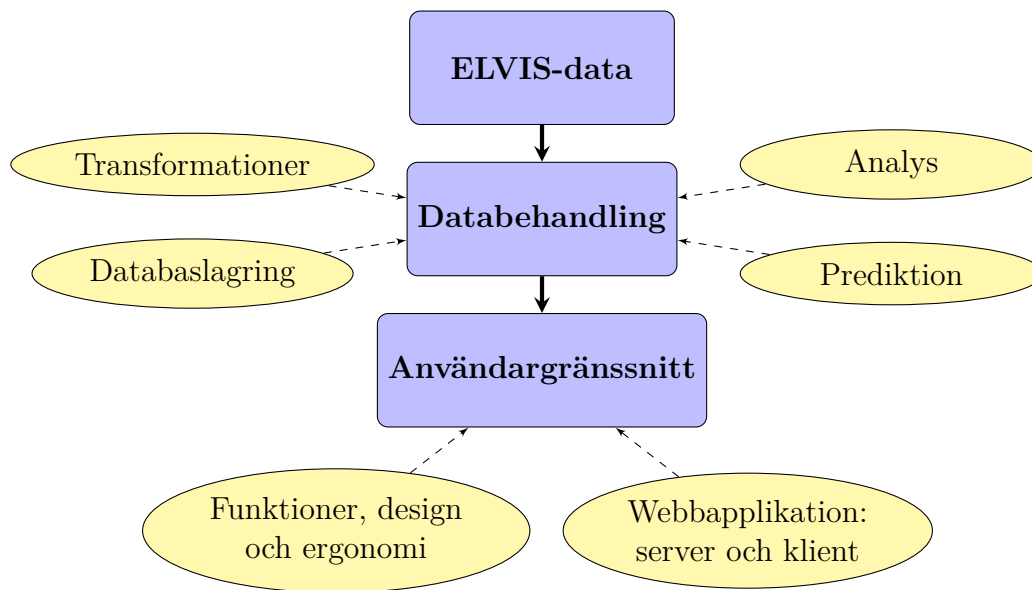 ELVIS-data
Transformationer
Analys
Databehandling
Databaslagring
Prediktion
Användargränssnitt
Funktioner, design
och ergonomi
Webbapplikation:
server och klient